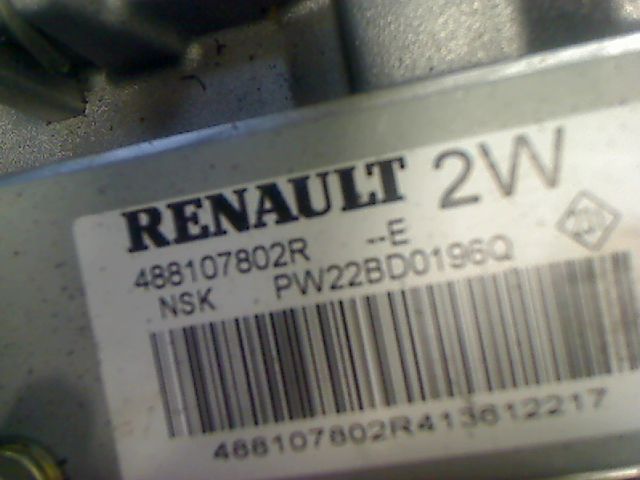 RENAULT 2W
488107802R --E
NSK PW22BD0196Q
488107802R413612217